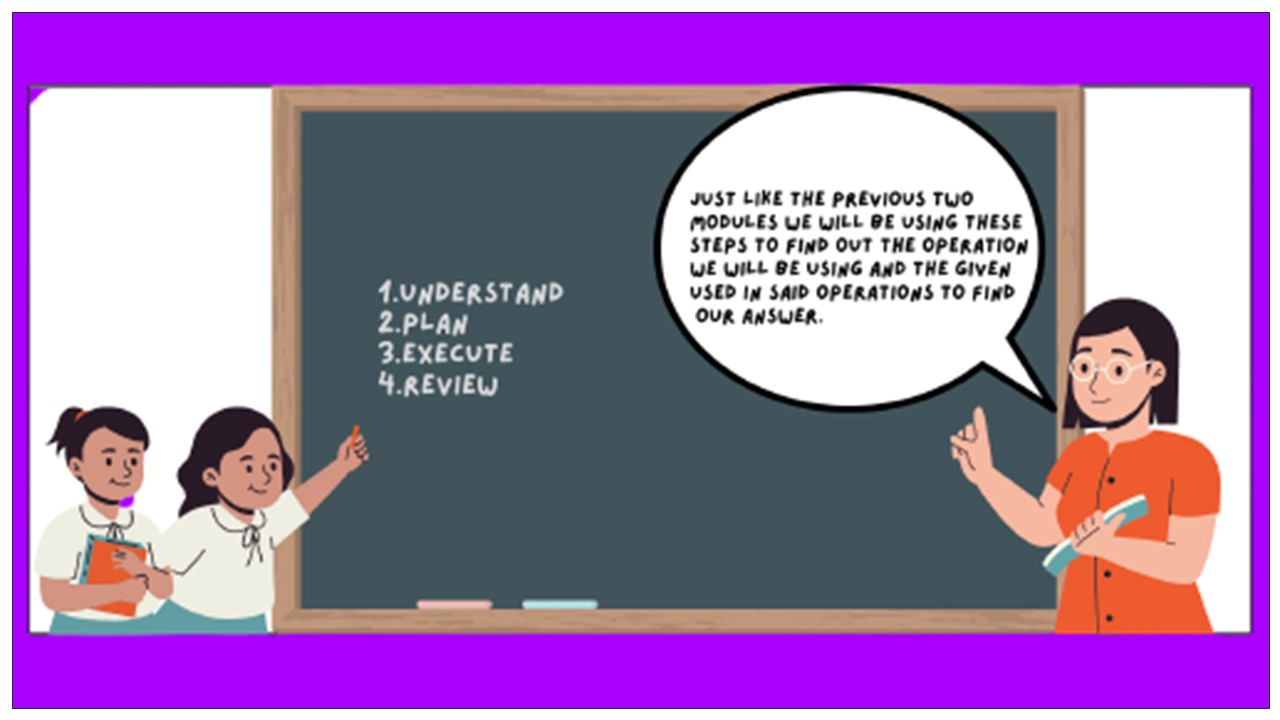 1.UNDERSTAND
2.PLAN
3.EXECUTE
4.REVIEW
JUST LIKE THE PREVIOUS TWO
MODULES WE WILL BE USING THESE
STEPS TO FIND OUT THE OPERATION
WE WILL BE USING AND THE GIVEN
USED IN SAID OPERATIONS TO FIND
OUR ANSWER.